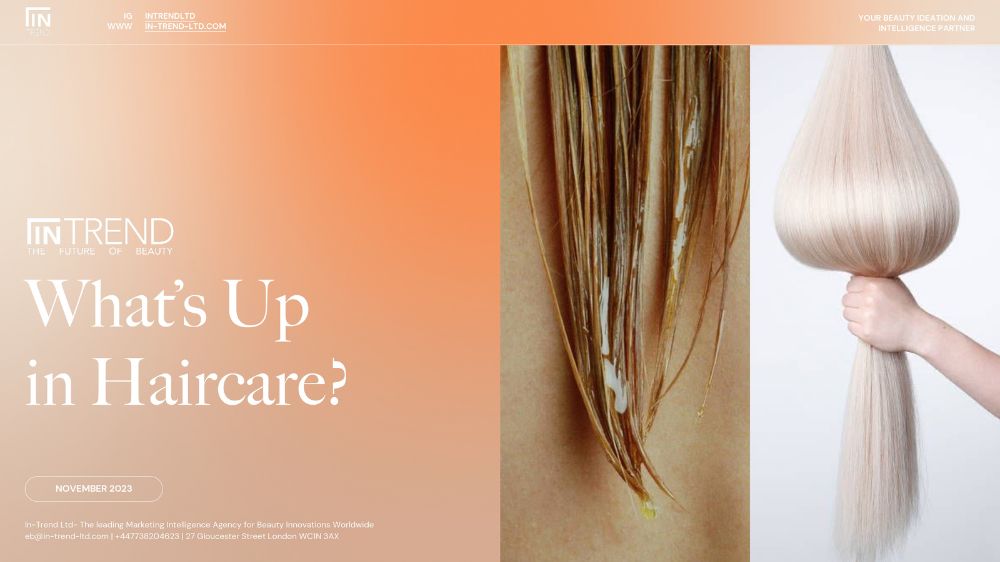 IN
TREND
IG INTRENDLTD
WWW IN-TREND-LTD.COM
YOUR BEAUTY IDEATION AND
INTELLIGENCE PARTNER
INTREND
THE FUTURE OF BEAUTY
What's Up
in Haircare?
NOVEMBER 2023
In-Trend Ltd- The leading Marketing Intelligence Agency for Beauty Innovations Worldwide
eb@in-trend-ltd.com | +447738204623 | 27 Gloucester Street London WC1N 3AX